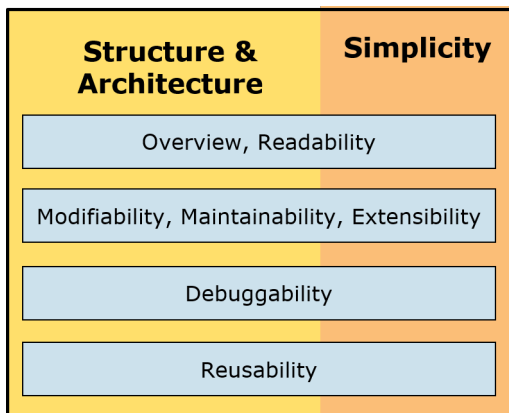 Structure &
Architecture
Simplicity
Overview, Readability
Modifiability, Maintainability, Extensibility
Debuggability
Reusability